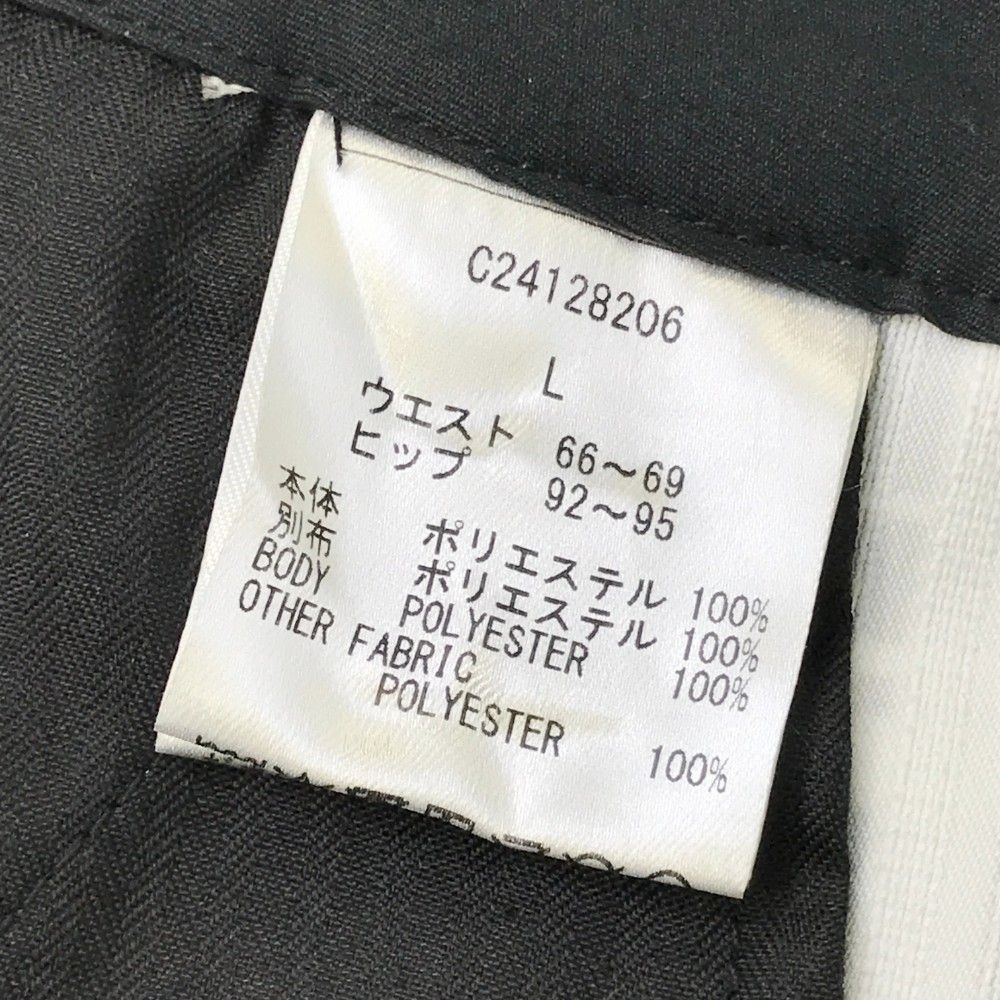 C24128206
L
ウエスト 66～69
ヒップ 92～95
本体 ポリエステル 100%
別布 ポリエステル 100%
BODY POLYESTER 100%
OTHER FABRIC
POLYESTER 100%